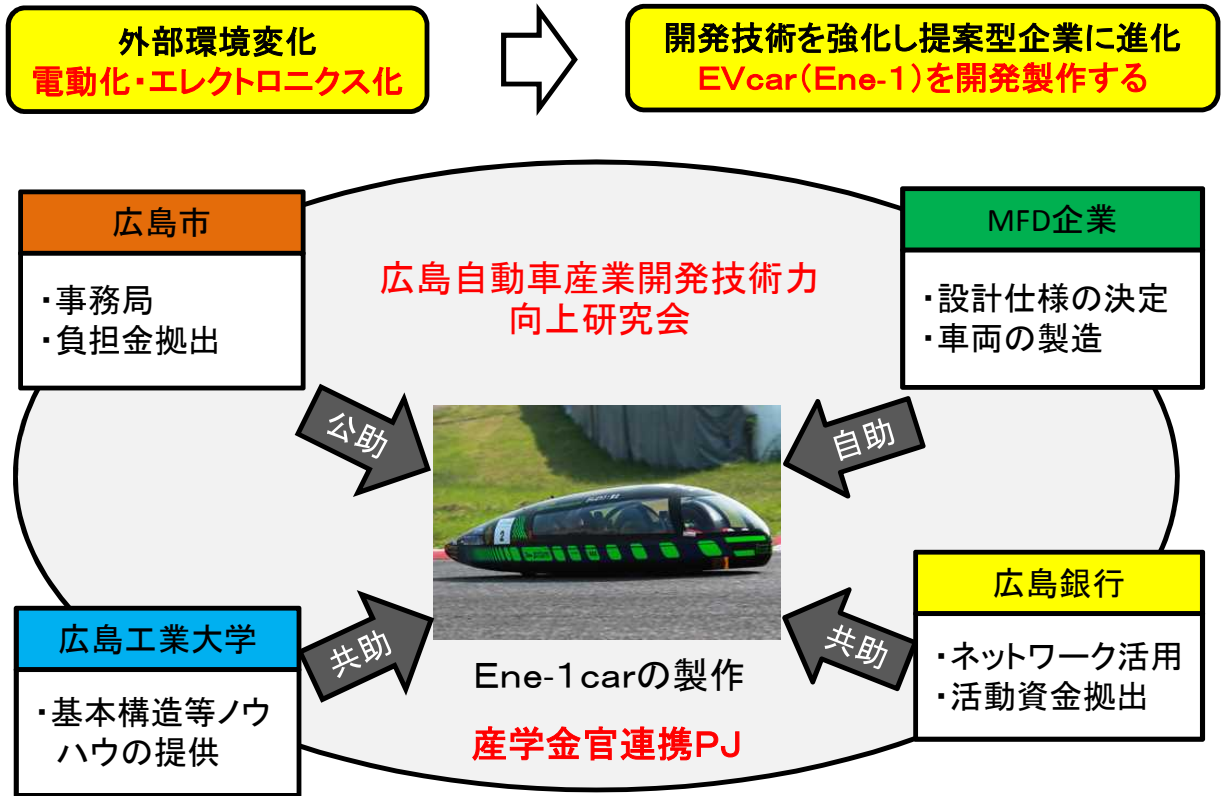 外部環境変化
電動化・エレクトロニクス化
開発技術を強化し提案型企業に進化
EVcar(Ene-1)を開発製作する
広島市
・事務局
・負担金拠出
広島自動車産業開発技術力
向上研究会
MFD企業
・設計仕様の決定
・車両の製造
公助
自助
2
広島工業大学
・基本構造等ノウ
ハウの提供
共助
共助
広島銀行
・ネットワーク活用
・活動資金拠出
Ene-1carの製作
産学金官連携PJ